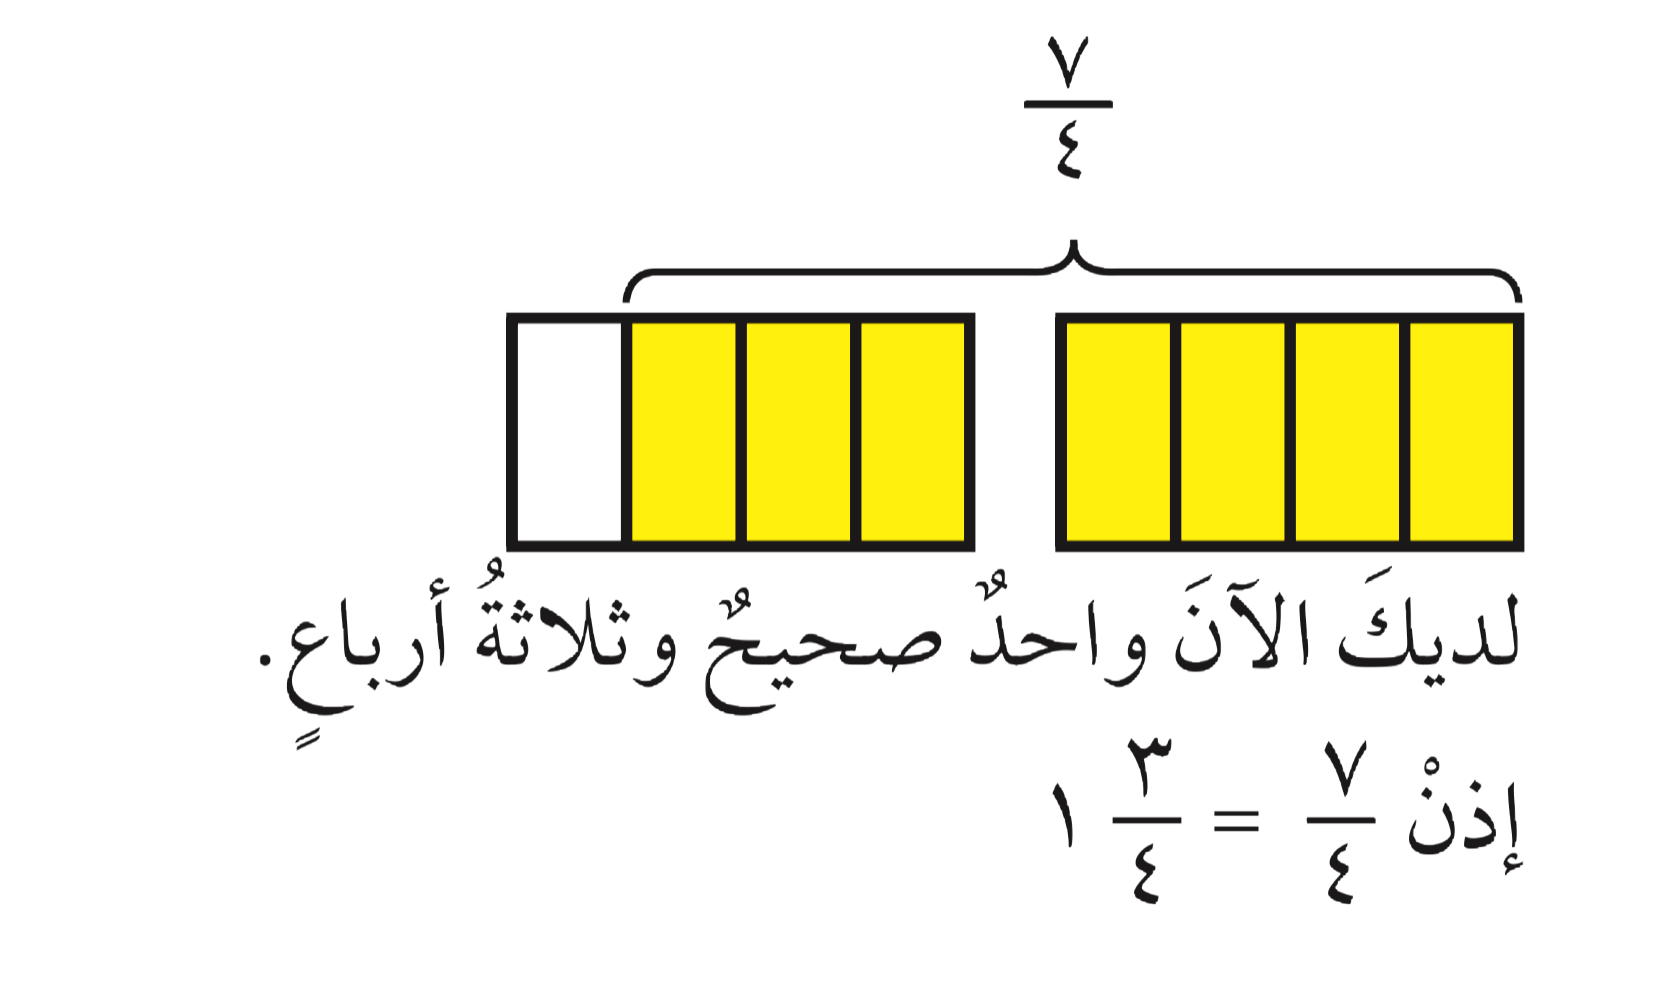 ٧
٤
لديكَ الآنَ واحدٌ صحيحٌ وثلاثةُ أرباعٍ.
إذنْ ٧/٤ = ١ ٣/٤